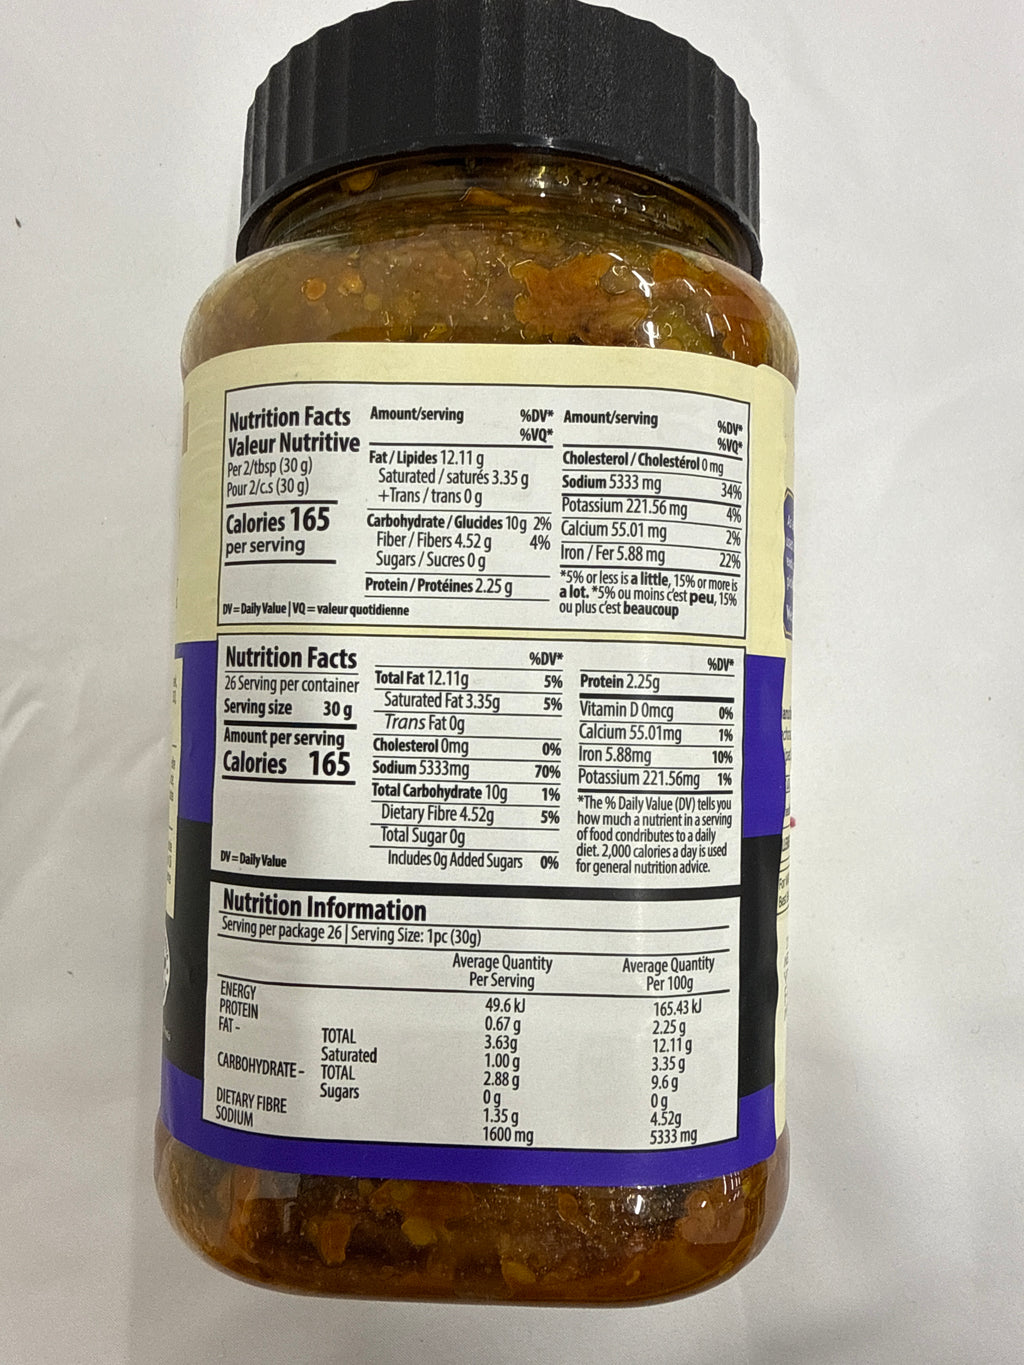 Nutrition Facts
Valeur Nutritive
Per 2/tbsp (30 g)
Pour 2/c.s (30 g)
Calories 165
per serving
Amount/serving %DV*
%VQ*
Fat / Lipides 12.11 g
Saturated / saturés 3.35 g
+Trans / trans 0 g
Carbohydrate / Glucides 10g 2%
Fiber / Fibers 4.52 g 4%
Sugars / Sucres 0 g
Protein / Protéines 2.25 g
Amount/serving %DV*
%VQ*
Cholesterol / Cholestérol 0 mg
Sodium 5333 mg 34%
Potassium 221.56 mg 4%
Calcium 55.01 mg 2%
Iron / Fer 5.88 mg 22%
*5% or less is a little, 15% or more is
a lot. *5% ou moins c'est peu, 15%
ou plus c'est beaucoup
DV = Daily Value | VQ = valeur quotidienne
Nutrition Facts
26 Serving per container
Serving size 30 g
Amount per serving
Calories 165
DV = Daily Value
%DV*
Total Fat 12.11g 5%
Saturated Fat 3.35g 5%
Trans Fat 0g
Cholesterol 0mg 0%
Sodium 5333mg 70%
Total Carbohydrate 10g 1%
Dietary Fibre 4.52g 5%
Total Sugar 0g
Includes 0g Added Sugars 0%
%DV*
Protein 2.25g
Vitamin D 0mcg 0%
Calcium 55.01mg 1%
Iron 5.88mg 10%
Potassium 221.56mg 1%
*The % Daily Value (DV) tells you
how much a nutrient in a serving
of food condributes to a daily
diet. 2,000 calories a day is used
for general nutrition advice.
Nutrition Information
Serving per package 26 | Serving Size: 1pc (30g)
Average Quantity Average Quantity
Per Serving Per 100g
ENERGY 49.6 kJ 165.43 kJ
PROTEIN 0.67 g 2.25 g
FAT - TOTAL 3.63g 12.11 g
Saturated 1.00 g 3.35 g
CARBOHYDRATE - TOTAL 2.88 g 9.6 g
Sugars 0 g 0 g
DIETARY FIBRE 1.35 g 4.52g
SODIUM 1600 mg 5333 mg